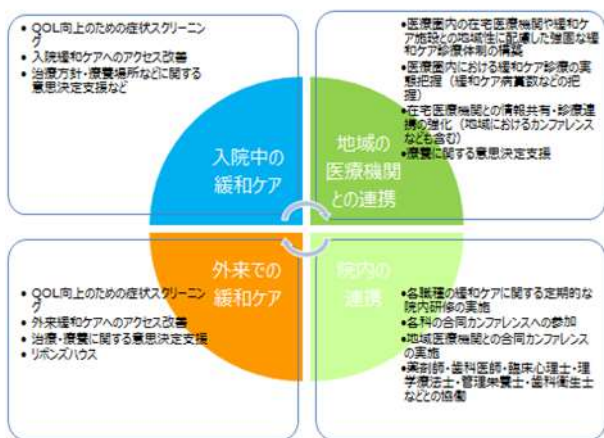 ● QOL向上のための症状スクリーニン
グ
● 入院緩和ケアへのアクセス改善
● 治療方針・療養場所などに関する
意思決定支援など
●医療圏内の在宅医療機関や緩和ケ
ア施設との地域性に配慮した強固な緩
和ケア診療体制の構築
●医療圏内における緩和ケア診療の実
態把握（緩和ケア病賞数などの把
握）
●在宅医療機関との情報共有・診療連
携の強化（地域におけるカンファレンス
なども含む）
●療養に関する意思決定支援
入院中の
緩和ケア
地域の
医療機関
との連携
外来での
緩和ケア
院内の
連携
● QOL向上のための症状スクリーニン
グ
● 外来緩和ケアへのアクセス改善
● 治療・療養に関する意思決定支援
● リボンズハウス
●各職種の緩和ケアに関する定期的な
院内研修の実施
●各科の合同カンファレンスへの参加
●地域医療機関との合同カンファレンス
の実施
●薬剤師・歯科医師・臨床心理士・理
学療法士・管理栄養士・歯科衛生士
などとの協働